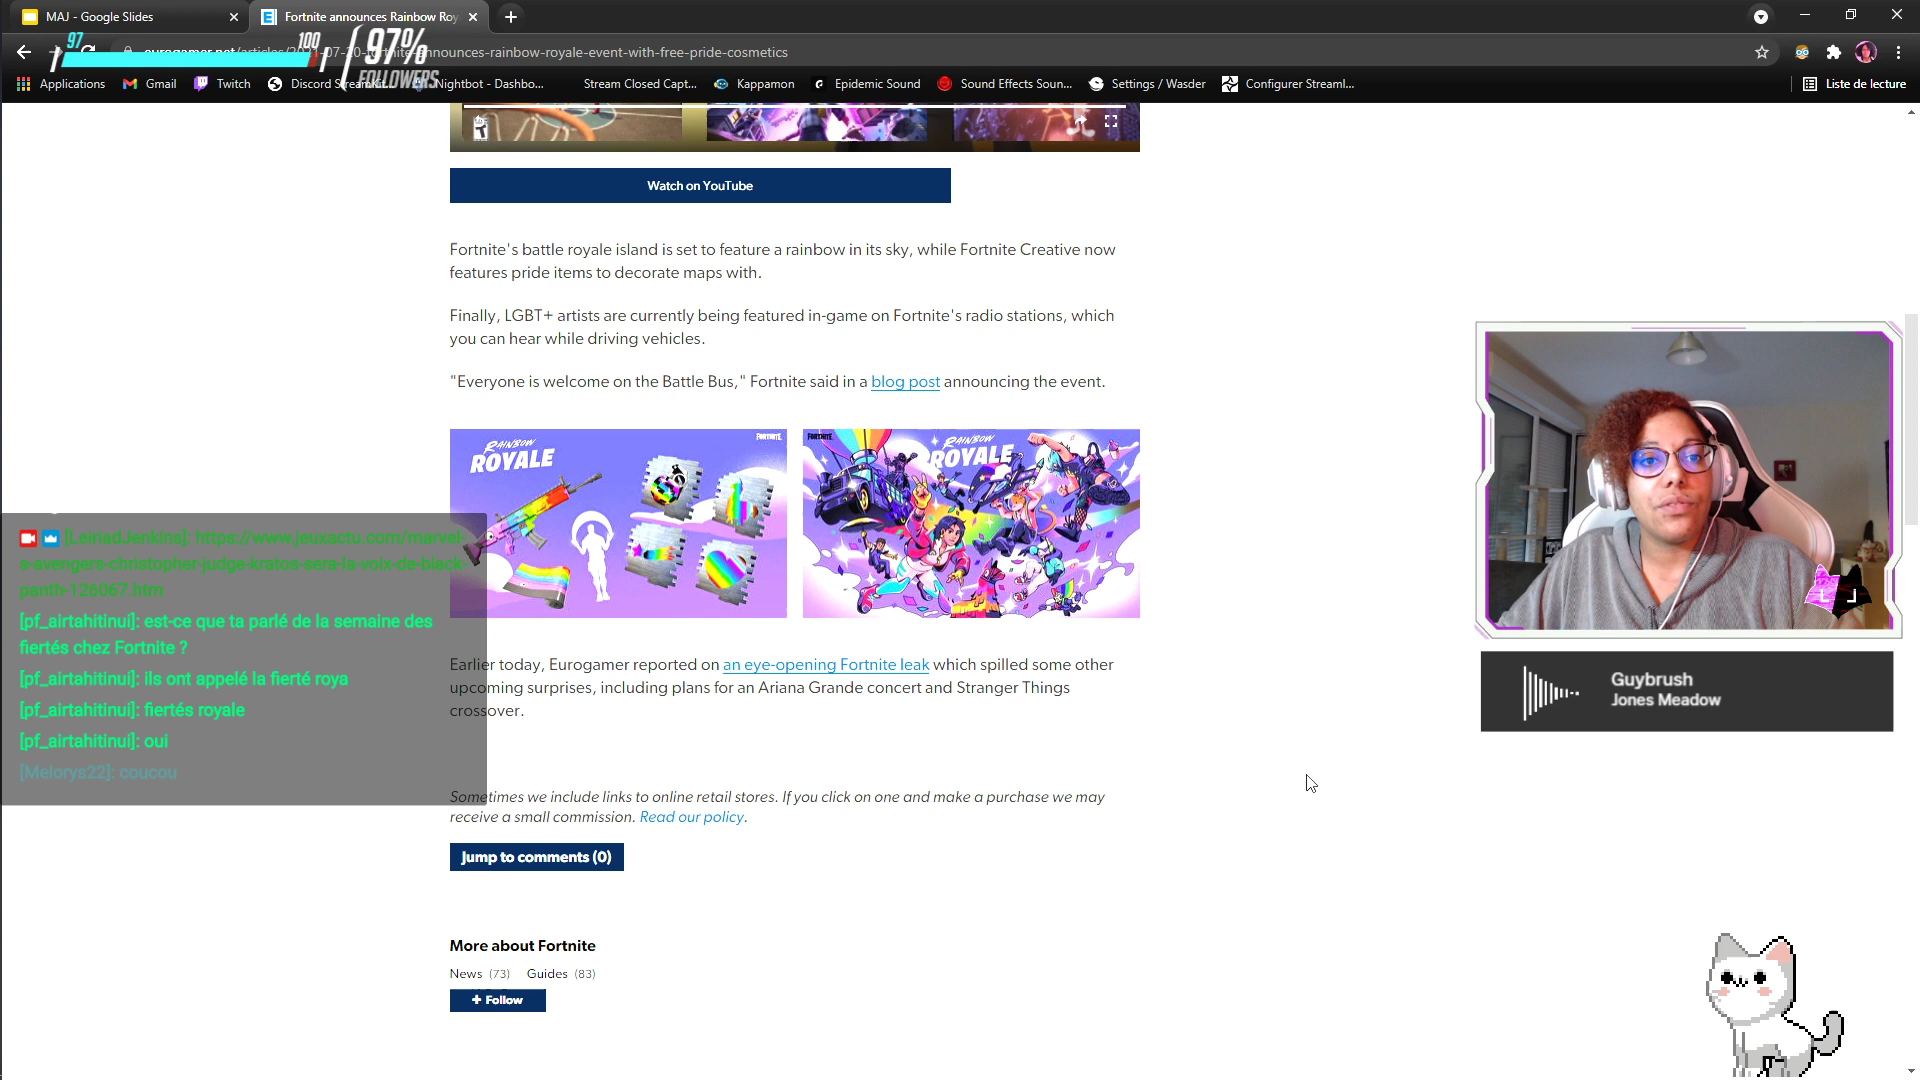 MAJ - Google Slides
Fortnite announces Rainbow Roy
97
100
97%
FOLLOWERS
nounces-rainbow-royale-event-with-free-pride-cosmetics
Applications
Gmail
Twitch
Discord
Nightbot - Dashbo...
Stream Closed Capt...
Kappamon
Epidemic Sound
Sound Effects Soun...
Settings / Wasder
Configurer Streaml...
Liste de lecture
Watch on YouTube
Fortnite's battle royale island is set to feature a rainbow in its sky, while Fortnite Creative now
features pride items to decorate maps with.
Finally, LGBT+ artists are currently being featured in-game on Fortnite's radio stations, which
you can hear while driving vehicles.
"Everyone is welcome on the Battle Bus," Fortnite said in a blog post announcing the event.
RAINBOW
ROYALE
FORTNITE
FORTNITE
RAINBOW
ROYALE
[LeiriadJenkins]: https://www.jeuxactu.com/marvel-
s-avengers-christopher-judge-kratos-sera-la-voix-de-black-
panth-126067.htm
[pf_airtahitinui]: est-ce que ta parlé de la semaine des
fiertés chez Fortnite ?
[pf_airtahitinui]: ils ont appelé la fierté roya
[pf_airtahitinui]: fiertés royale
[pf_airtahitinui]: oui
[Melorys22]: coucou
Earlier today, Eurogamer reported on an eye-opening Fortnite leak which spilled some other
upcoming surprises, including plans for an Ariana Grande concert and Stranger Things
crossover.
Guybrush
Jones Meadow
L J
Sometimes we include links to online retail stores. If you click on one and make a purchase we may
receive a small commission. Read our policy.
Jump to comments (0)
More about Fortnite
News (73) Guides (83)
+ Follow